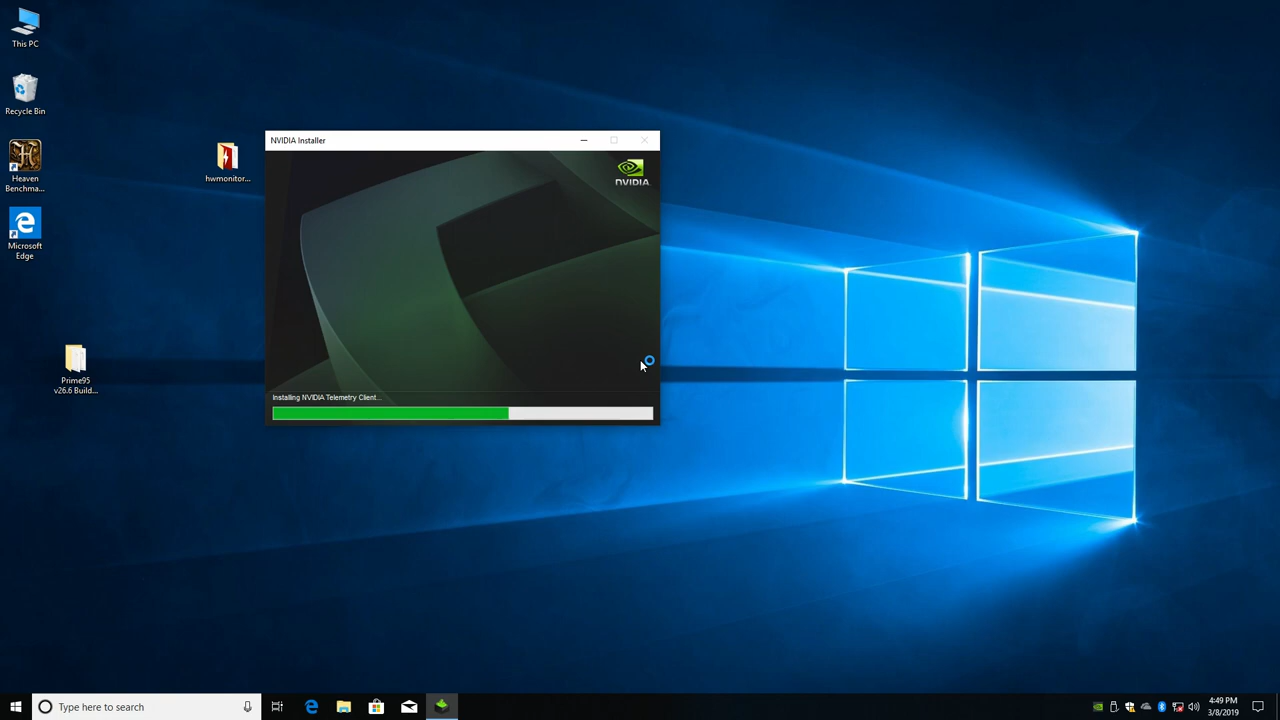 This PC
Recycle Bin
Heaven
Benchma...
Microsoft
Edge
hwmonitor...
Prime95
v26.6 Build...
NVIDIA Installer
NVIDIA
Installing NVIDIA Telemetry Client...
Type here to search
4:49 PM
3/8/2019